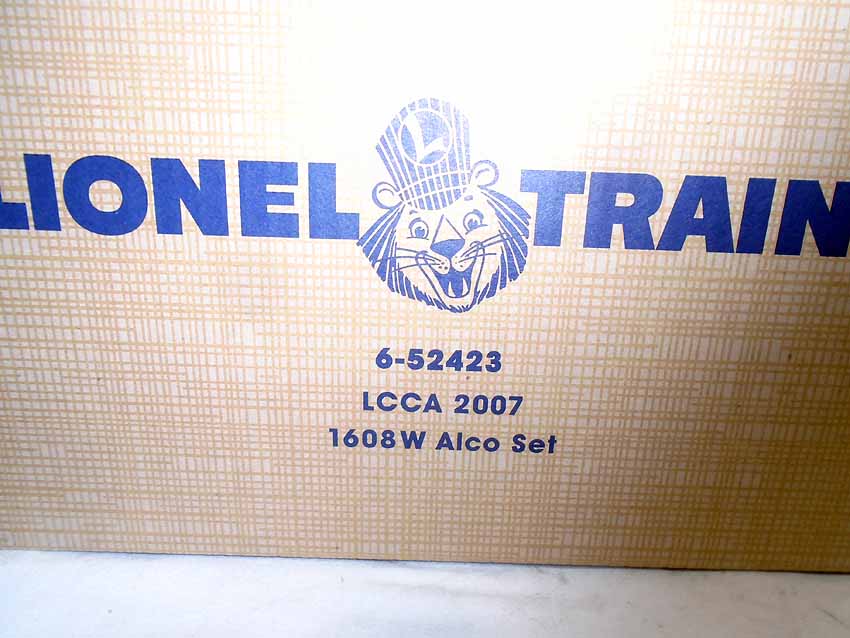 LIONEL L TRAIN
6-52423
LCCA 2007
1608W Alco Set